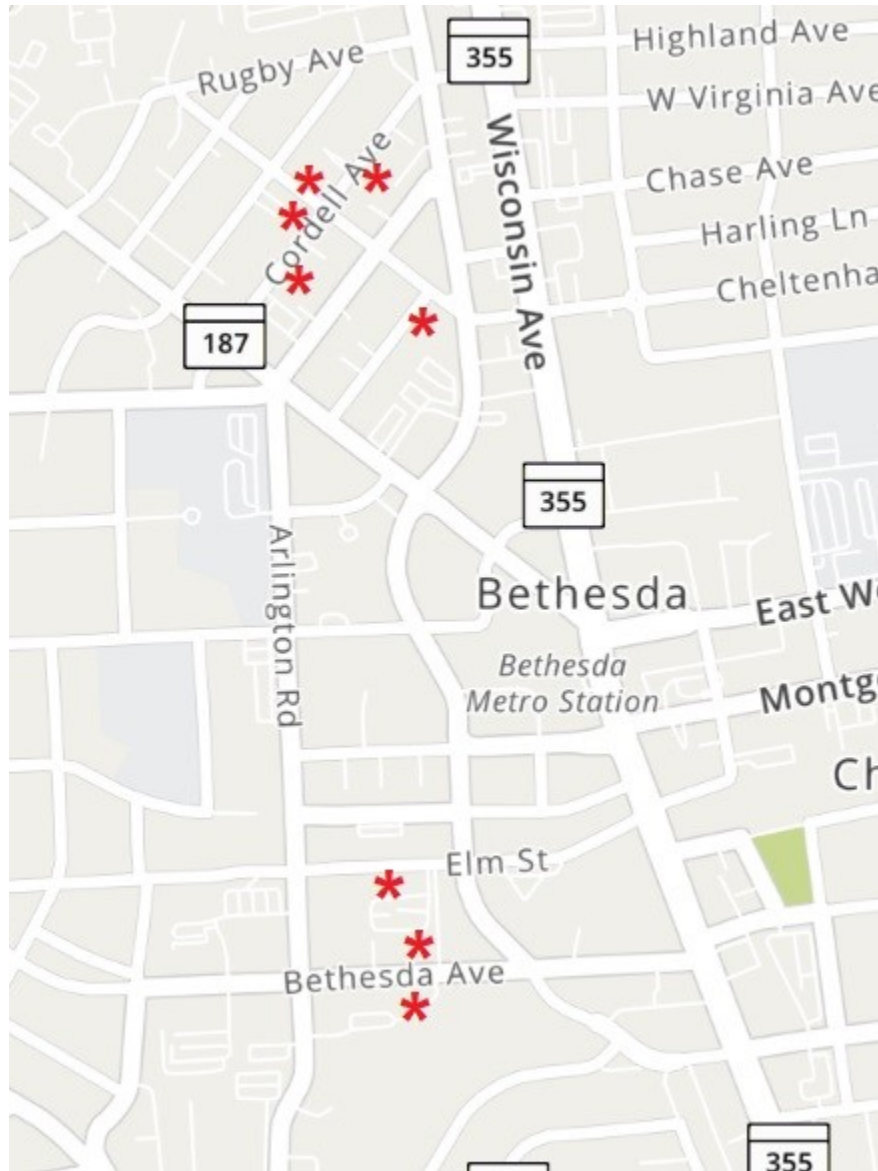 Highland Ave
355
Rugby Ave
W Virginia Ave
Wisconsin Ave
Chase Ave
Cordell Ave
Harling Ln
Cheltenha
187
355
Arlington Rd
Bethesda
East We
Bethesda
Metro Station
Montg
Ch
Elm St
Bethesda Ave
355